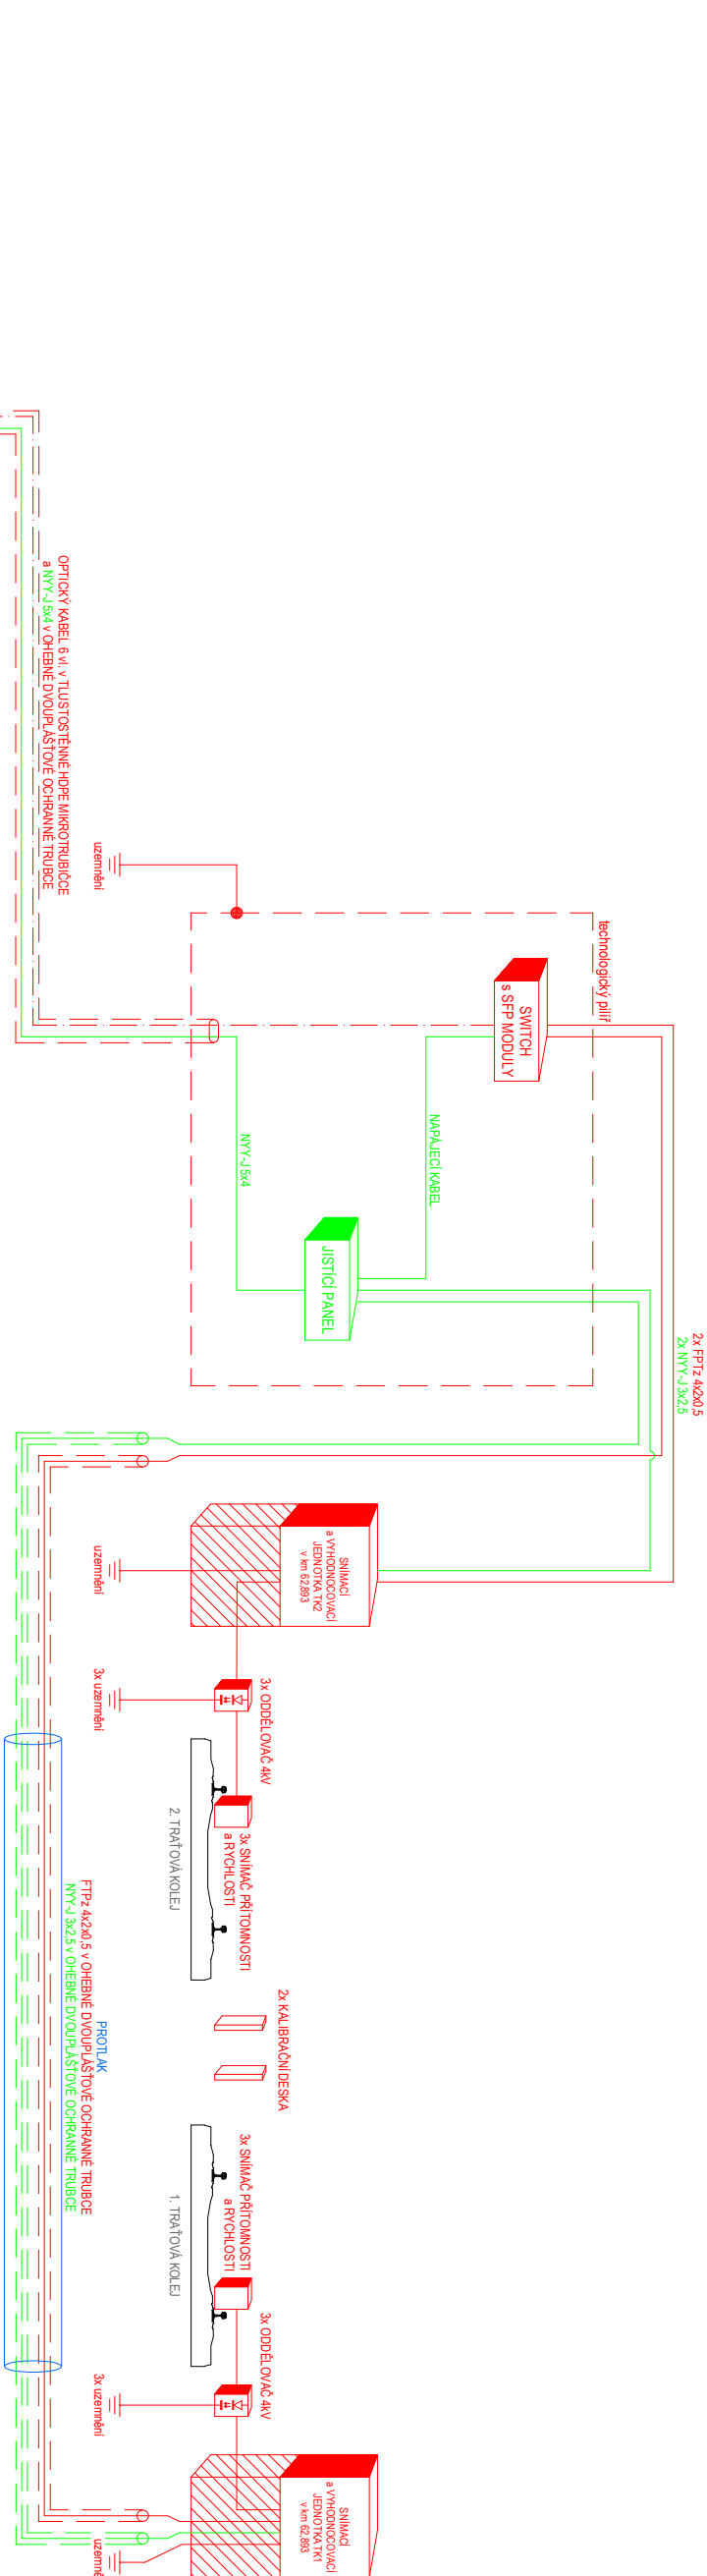 OPTICKÝ KABEL 6 vl. v TLUSTOSTĚNNÉ HDPE MIKROTRUBIČCE
a NYY-J 5x4 v OHEBNÉ DVOUPLÁŠŤOVÉ OCHRANNÉ TRUBCE
uzemnění
technologický pilíř
SWITCH
s SFP MODULY
NAPÁJECÍ KABEL
NYY-J 5x4
JISTÍCÍ PANEL
2x FPTz 4x2x0,5
2x NYY-J 3x2,5
SNÍMACÍ
a VYHODNOCOVACÍ
JEDNOTKA TK2
v km 62,893
uzemnění
3x ODDĚLOVAČ 4kV
3x uzemnění
3x SNÍMAČ PŘÍTOMNOSTI
a RYCHLOSTI
2. TRAŤOVÁ KOLEJ
2x KALIBRAČNÍ DESKA
PROTLAK
FTPz 4x2x0,5 v OHEBNÉ DVOUPLÁŠŤOVÉ OCHRANNÉ TRUBCE
NYY-J 3x2,5 v OHEBNÉ DVOUPLÁŠŤOVÉ OCHRANNÉ TRUBCE
3x SNÍMAČ PŘÍTOMNOSTI
a RYCHLOSTI
1. TRAŤOVÁ KOLEJ
3x ODDĚLOVAČ 4kV
3x uzemnění
SNÍMACÍ
a VYHODNOCOVACÍ
JEDNOTKA TK1
v km 62,893